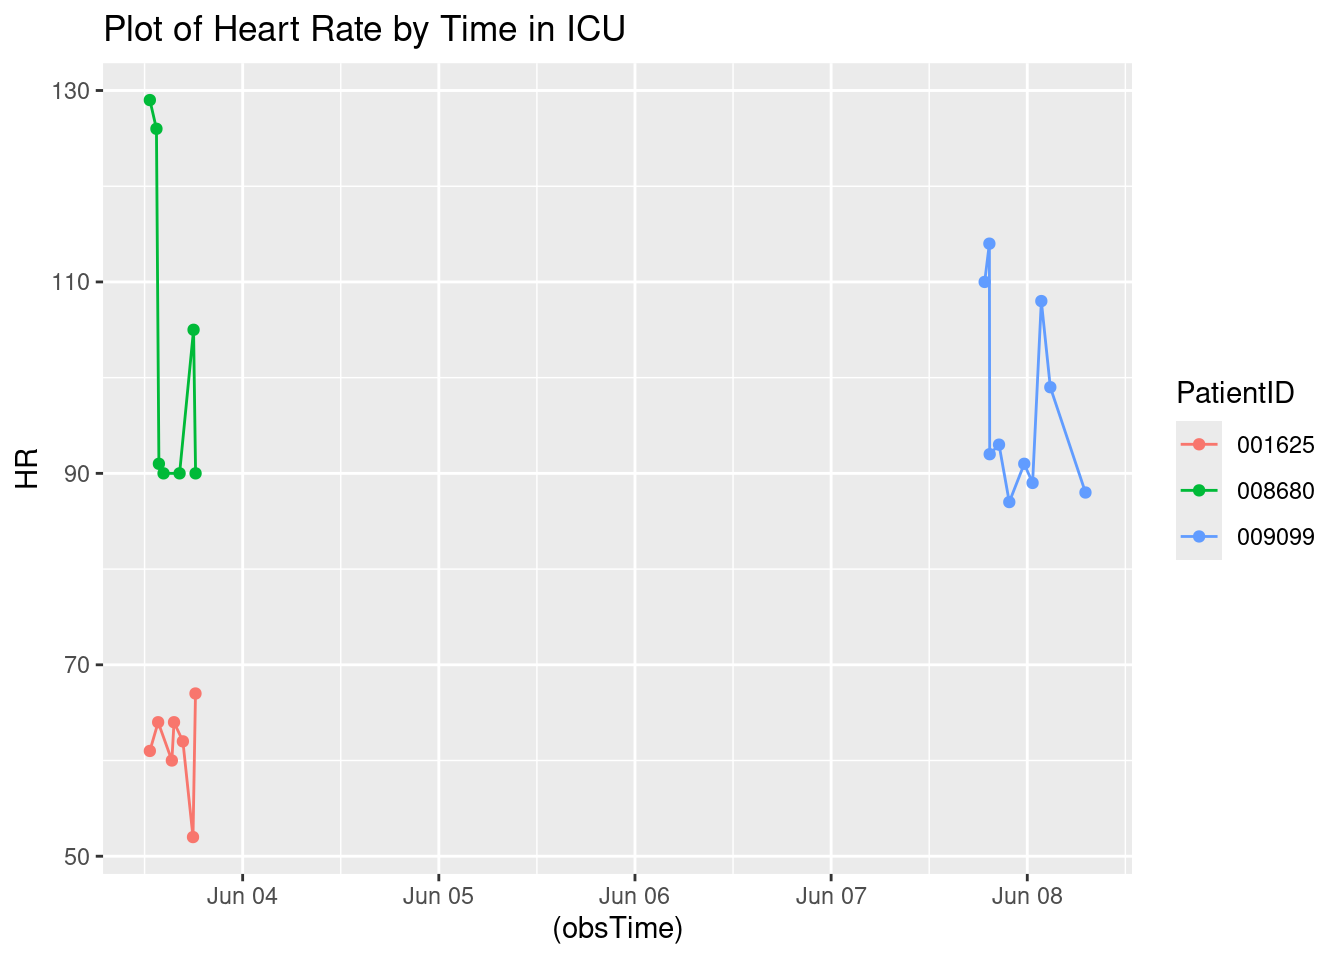 Plot of Heart Rate by Time in ICU
130
110
90
70
50
HR
Jun 04
Jun 05
Jun 06
Jun 07
Jun 08
(obsTime)
PatientID
001625
008680
009099